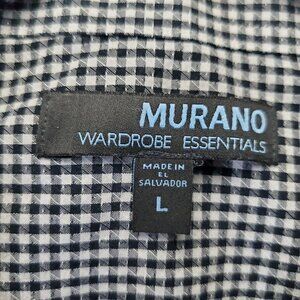 MURANO
WARDROBE ESSENTIALS
MADE IN
EL
SALVADOR
L